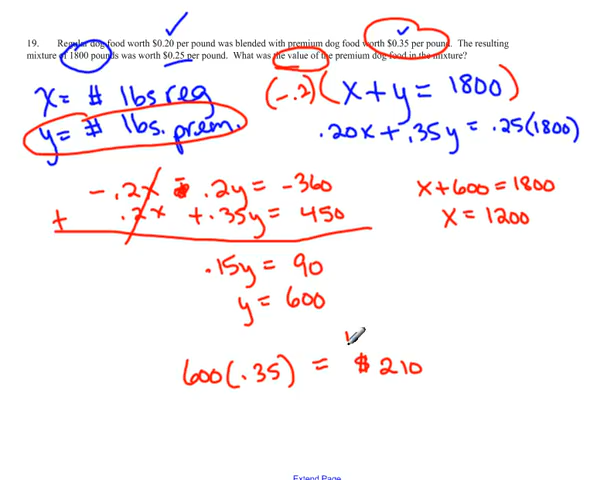 19. Regular dog food worth $0.20 per pound was blended with premium dog food worth $0.35 per pound. The resulting
mixture of 1800 pounds was worth $0.25 per pound. What was the value of the premium dog food in the mixture?
x = # lbs reg
y = # lbs. prem.
(-.2)(x + y = 1800)
.20x + .35y = .25(1800)
-.2x - .2y = -360
+ .2x + .35y = 450
.15y = 90
y = 600
x + 600 = 1800
x = 1200
600(.35) = $210
Extend Page